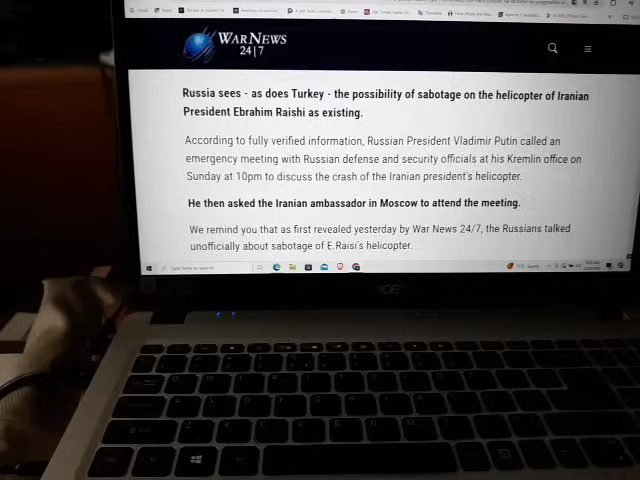 WARNEWS
24|7
Russia sees - as does Turkey - the possibility of sabotage on the helicopter of Iranian
President Ebrahim Raishi as existing.
According to fully verified information, Russian President Vladimir Putin called an
emergency meeting with Russian defense and security officials at his Kremlin office on
Sunday at 10pm to discuss the crash of the Iranian president's helicopter.
He then asked the Iranian ambassador in Moscow to attend the meeting.
We remind you that as first revealed yesterday by War News 24/7, the Russians talked
unofficially about sabotage of E.Raisi's helicopter.
Type here to search
acer